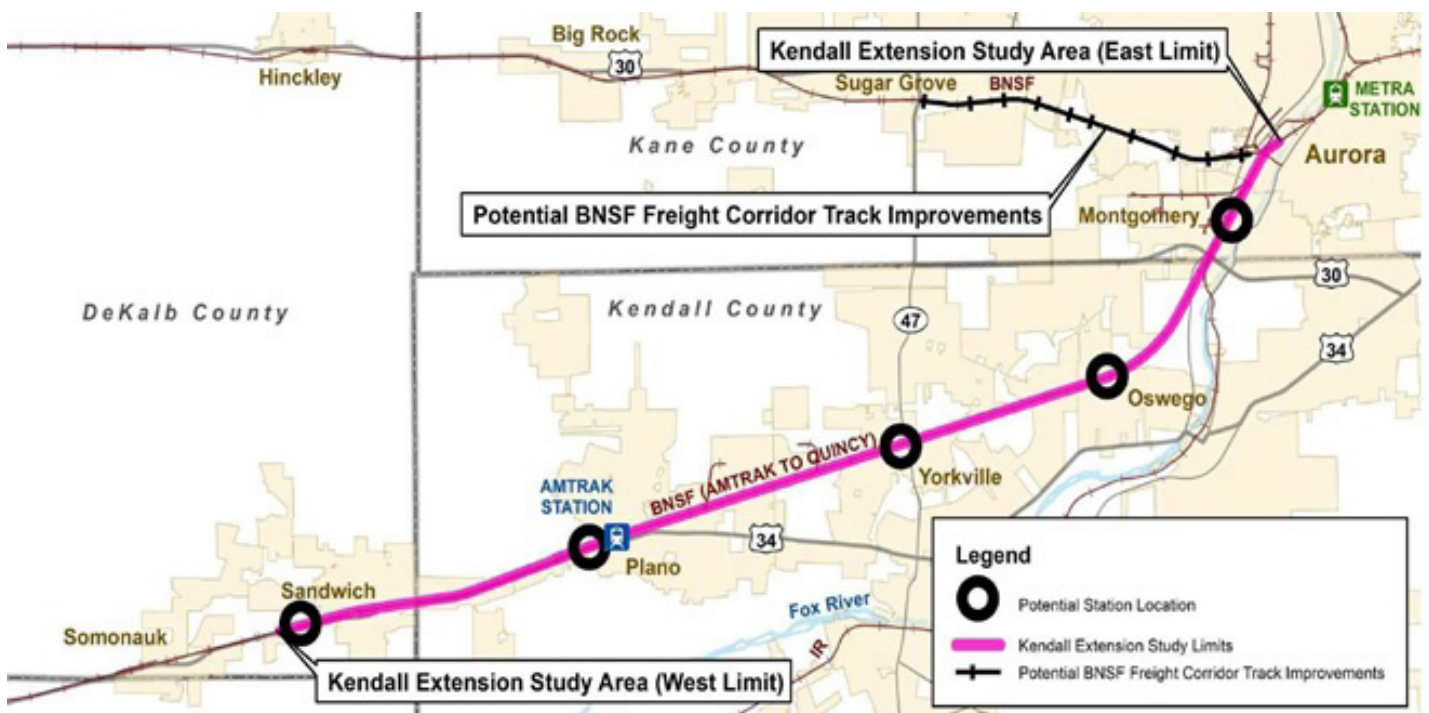 Big Rock
30
Hinckley
Kendall Extension Study Area (East Limit)
Sugar Grove
BNSF
METRA
STATION
Kane County
Aurora
Potential BNSF Freight Corridor Track Improvements
Montgomery
30
DeKalb County
Kendall County
47
34
Oswego
BNSF (AMTRAK TO QUINCY)
Yorkville
AMTRAK
STATION
34
Plano
Sandwich
Somonauk
Fox River
IR
Kendall Extension Study Area (West Limit)
Legend
Potential Station Location
Kendall Extension Study Limits
Potential BNSF Freight Corridor Track Improvements